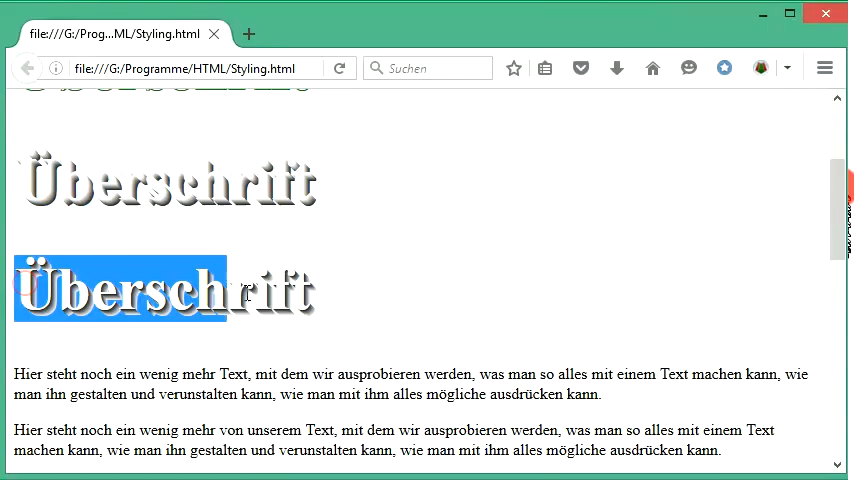 file:///G:/Prog...ML/Styling.html
file:///G:/Programme/HTML/Styling.html
Suchen
Überschrift
Überschrift
Hier steht noch ein wenig mehr Text, mit dem wir ausprobieren werden, was man so alles mit einem Text machen kann, wie
man ihn gestalten und verunstalten kann, wie man mit ihm alles mögliche ausdrücken kann.
Hier steht noch ein wenig mehr von unserem Text, mit dem wir ausprobieren werden, was man so alles mit einem Text
machen kann, wie man ihn gestalten und verunstalten kann, wie man mit ihm alles mögliche ausdrücken kann.